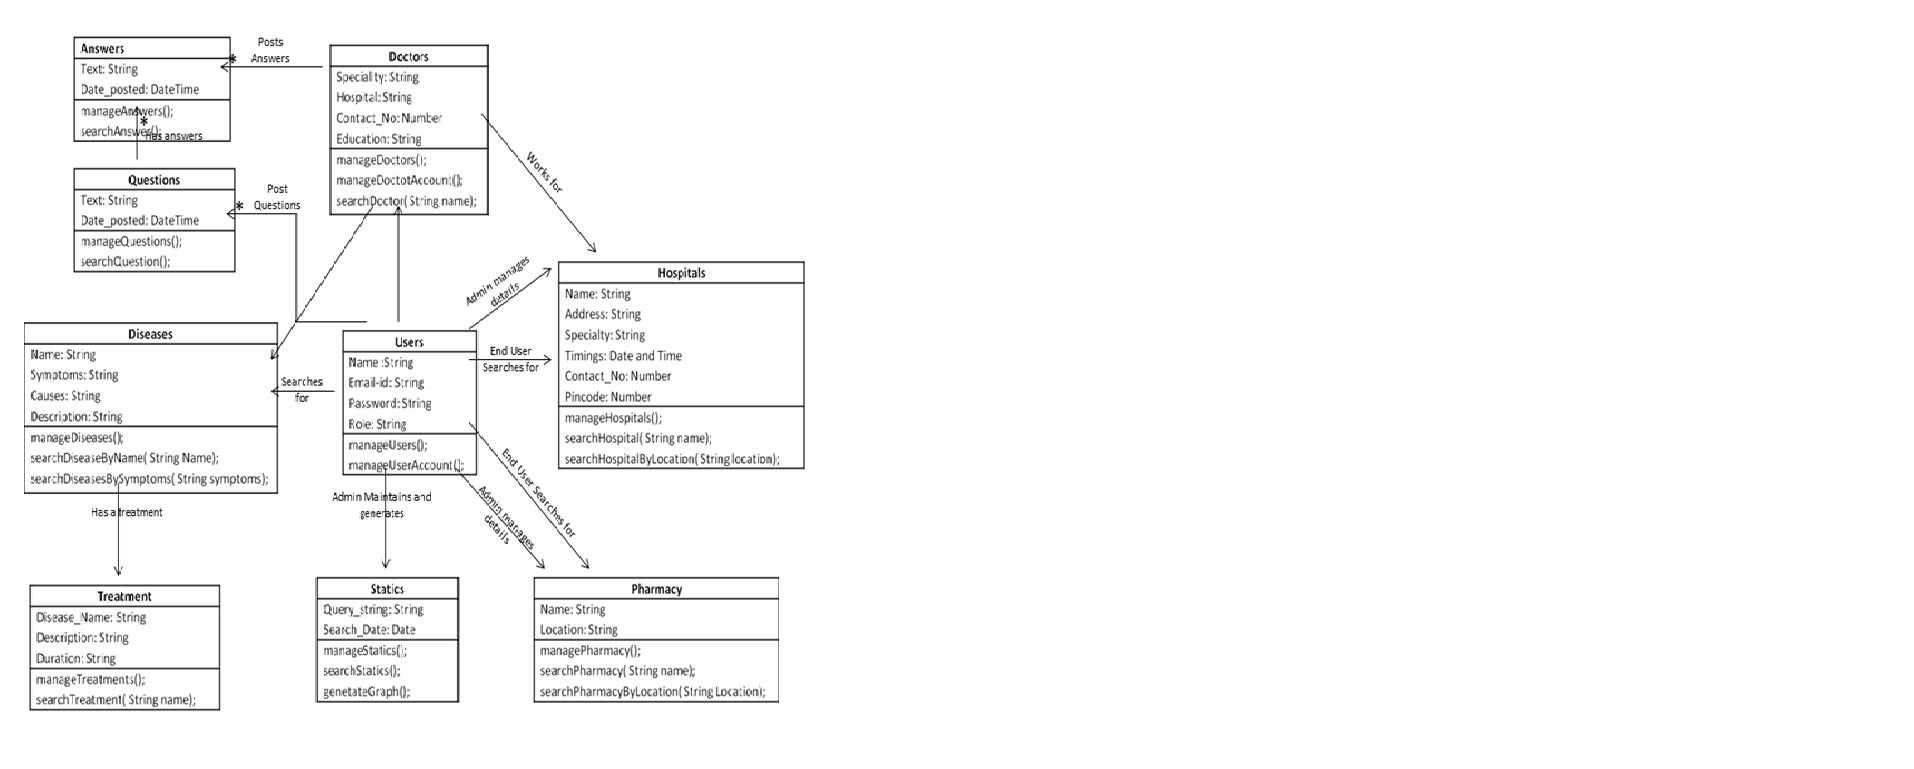 Answers
Text: String
Date_posted: DateTime
manageAnswers();
searchAnswer();
*
Posts
Answers
*
Has answers
Doctors
Speciality: String
Hospital: String
Contact_No: Number
Education: String
manageDoctors();
manageDoctotAccount();
searchDoctor( String name);
Works for
Questions
Text: String
Date_posted: DateTime
manageQuestions();
searchQuestion();
*
Post
Questions
Admin manages
details
Hospitals
Name: String
Address: String
Specialty: String
Timings: Date and Time
Contact_No: Number
Pincode: Number
manageHospitals();
searchHospital( String name);
searchHospitalByLocation( String location);
Diseases
Name: String
Symptoms: String
Causes: String
Description: String
manageDiseases();
searchDiseaseByName( String Name);
searchDiseasesBySymptoms( String symptoms);
Searches
for
Users
Name :String
Email-id: String
Password: String
Role: String
manageUsers();
manageUserAccount();
End User
Searches for
End User Searches for
Admin manages
details
Admin Maintains and
generates
Has a treatment
Treatment
Disease_Name: String
Description: String
Duration: String
manageTreatments();
searchTreatment( String name);
Statics
Query_string: String
Search_Date: Date
manageStatics();
searchStatics();
genetateGraph();
Pharmacy
Name: String
Location: String
managePharmacy();
searchPharmacy( String name);
searchPharmacyByLocation( String Location);